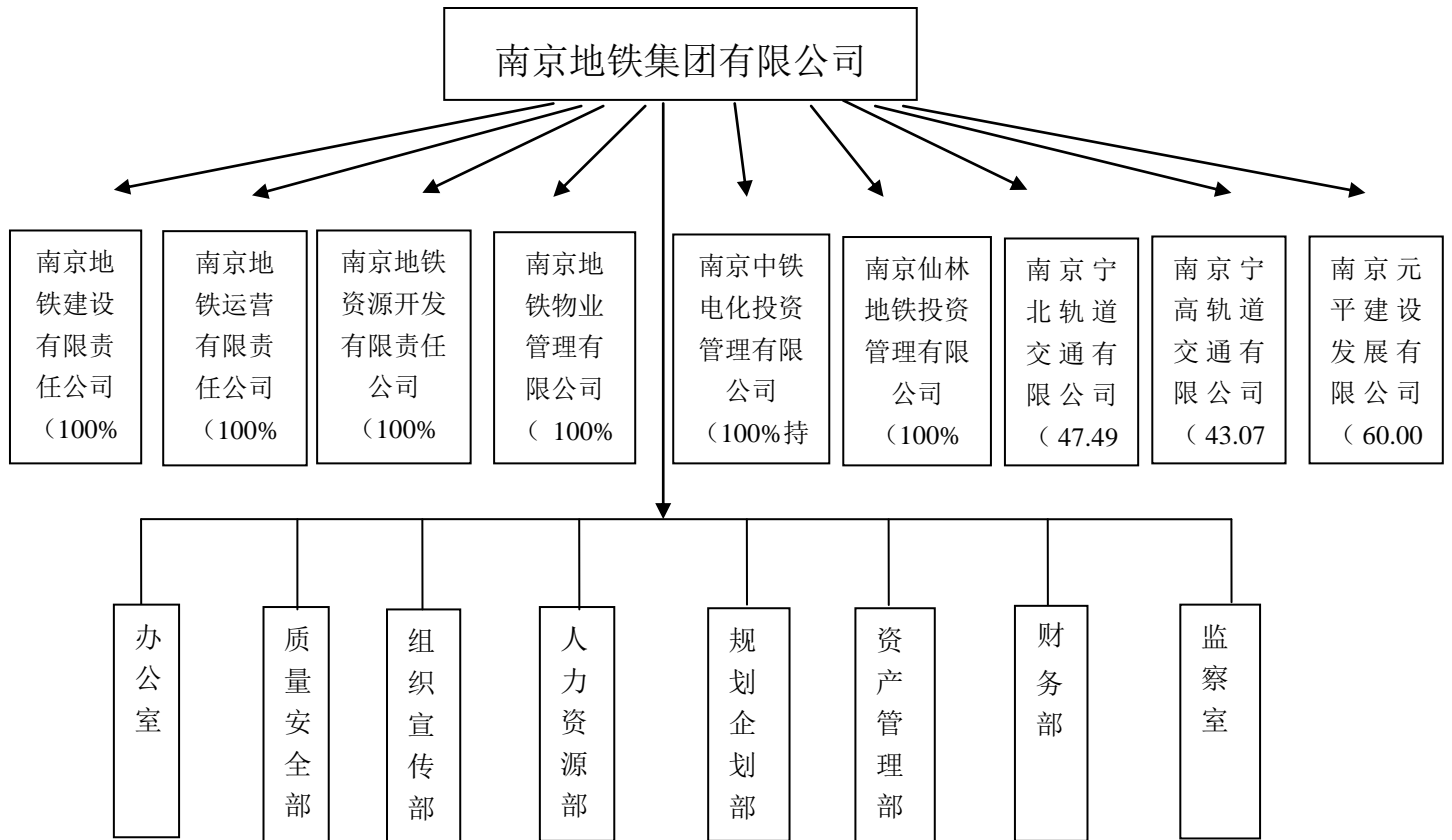 南京地铁集团有限公司
南京地
铁建设
有限责
任公司
（100%
南京地
铁运营
有限责
任公司
（100%
南京地铁
资源开发
有限责任
公司
（100%
南京地
铁物业
管理有
限公司
（ 100%
南京中铁
电化投资
管理有限
公司
（100%持
南京仙林
地铁投资
管理有限
公司
（100%
南京宁
北轨道
交通有
限公司
（ 47.49
南京宁
高轨道
交通有
限公司
（ 43.07
南京元
平建设
发展有
限公司
（ 60.00
办公室
质量安全部
组织宣传部
人力资源部
规划企划部
资产管理部
财务部
监察室